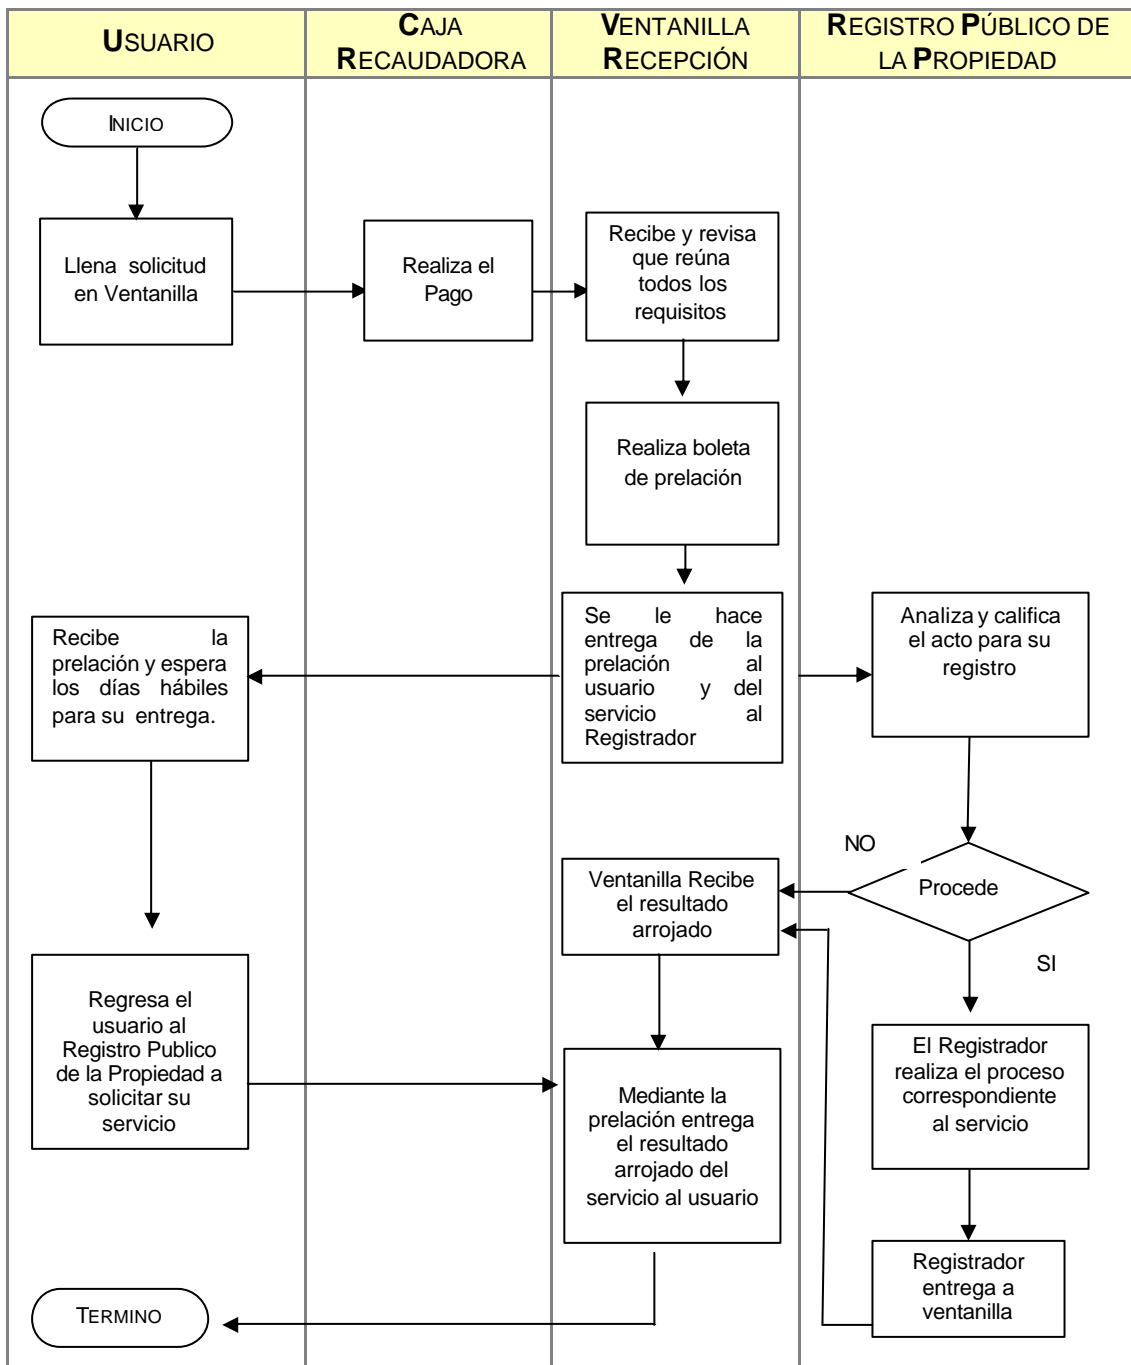 USUARIO
CAJA
RECAUDADORA
VENTANILLA
RECEPCIÓN
REGISTRO PÚBLICO DE
LA PROPIEDAD
INICIO
Llena solicitud
en Ventanilla
Realiza el
Pago
Recibe y revisa
que reúna
todos los
requisitos
Realiza boleta
de prelación
Se le hace
entrega de la
prelación al
usuario y del
servicio al
Registrador
Recibe la
prelación y espera
los días hábiles
para su entrega.
Analiza y califica
el acto para su
registro
NO
Procede
SI
Ventanilla Recibe
el resultado
arrojado
Regresa el
usuario al
Registro Publico
de la Propiedad a
solicitar su
servicio
El Registrador
realiza el proceso
correspondiente
al servicio
Mediante la
prelación entrega
el resultado
arrojado del
servicio al usuario
Registrador
entrega a
ventanilla
TERMINO